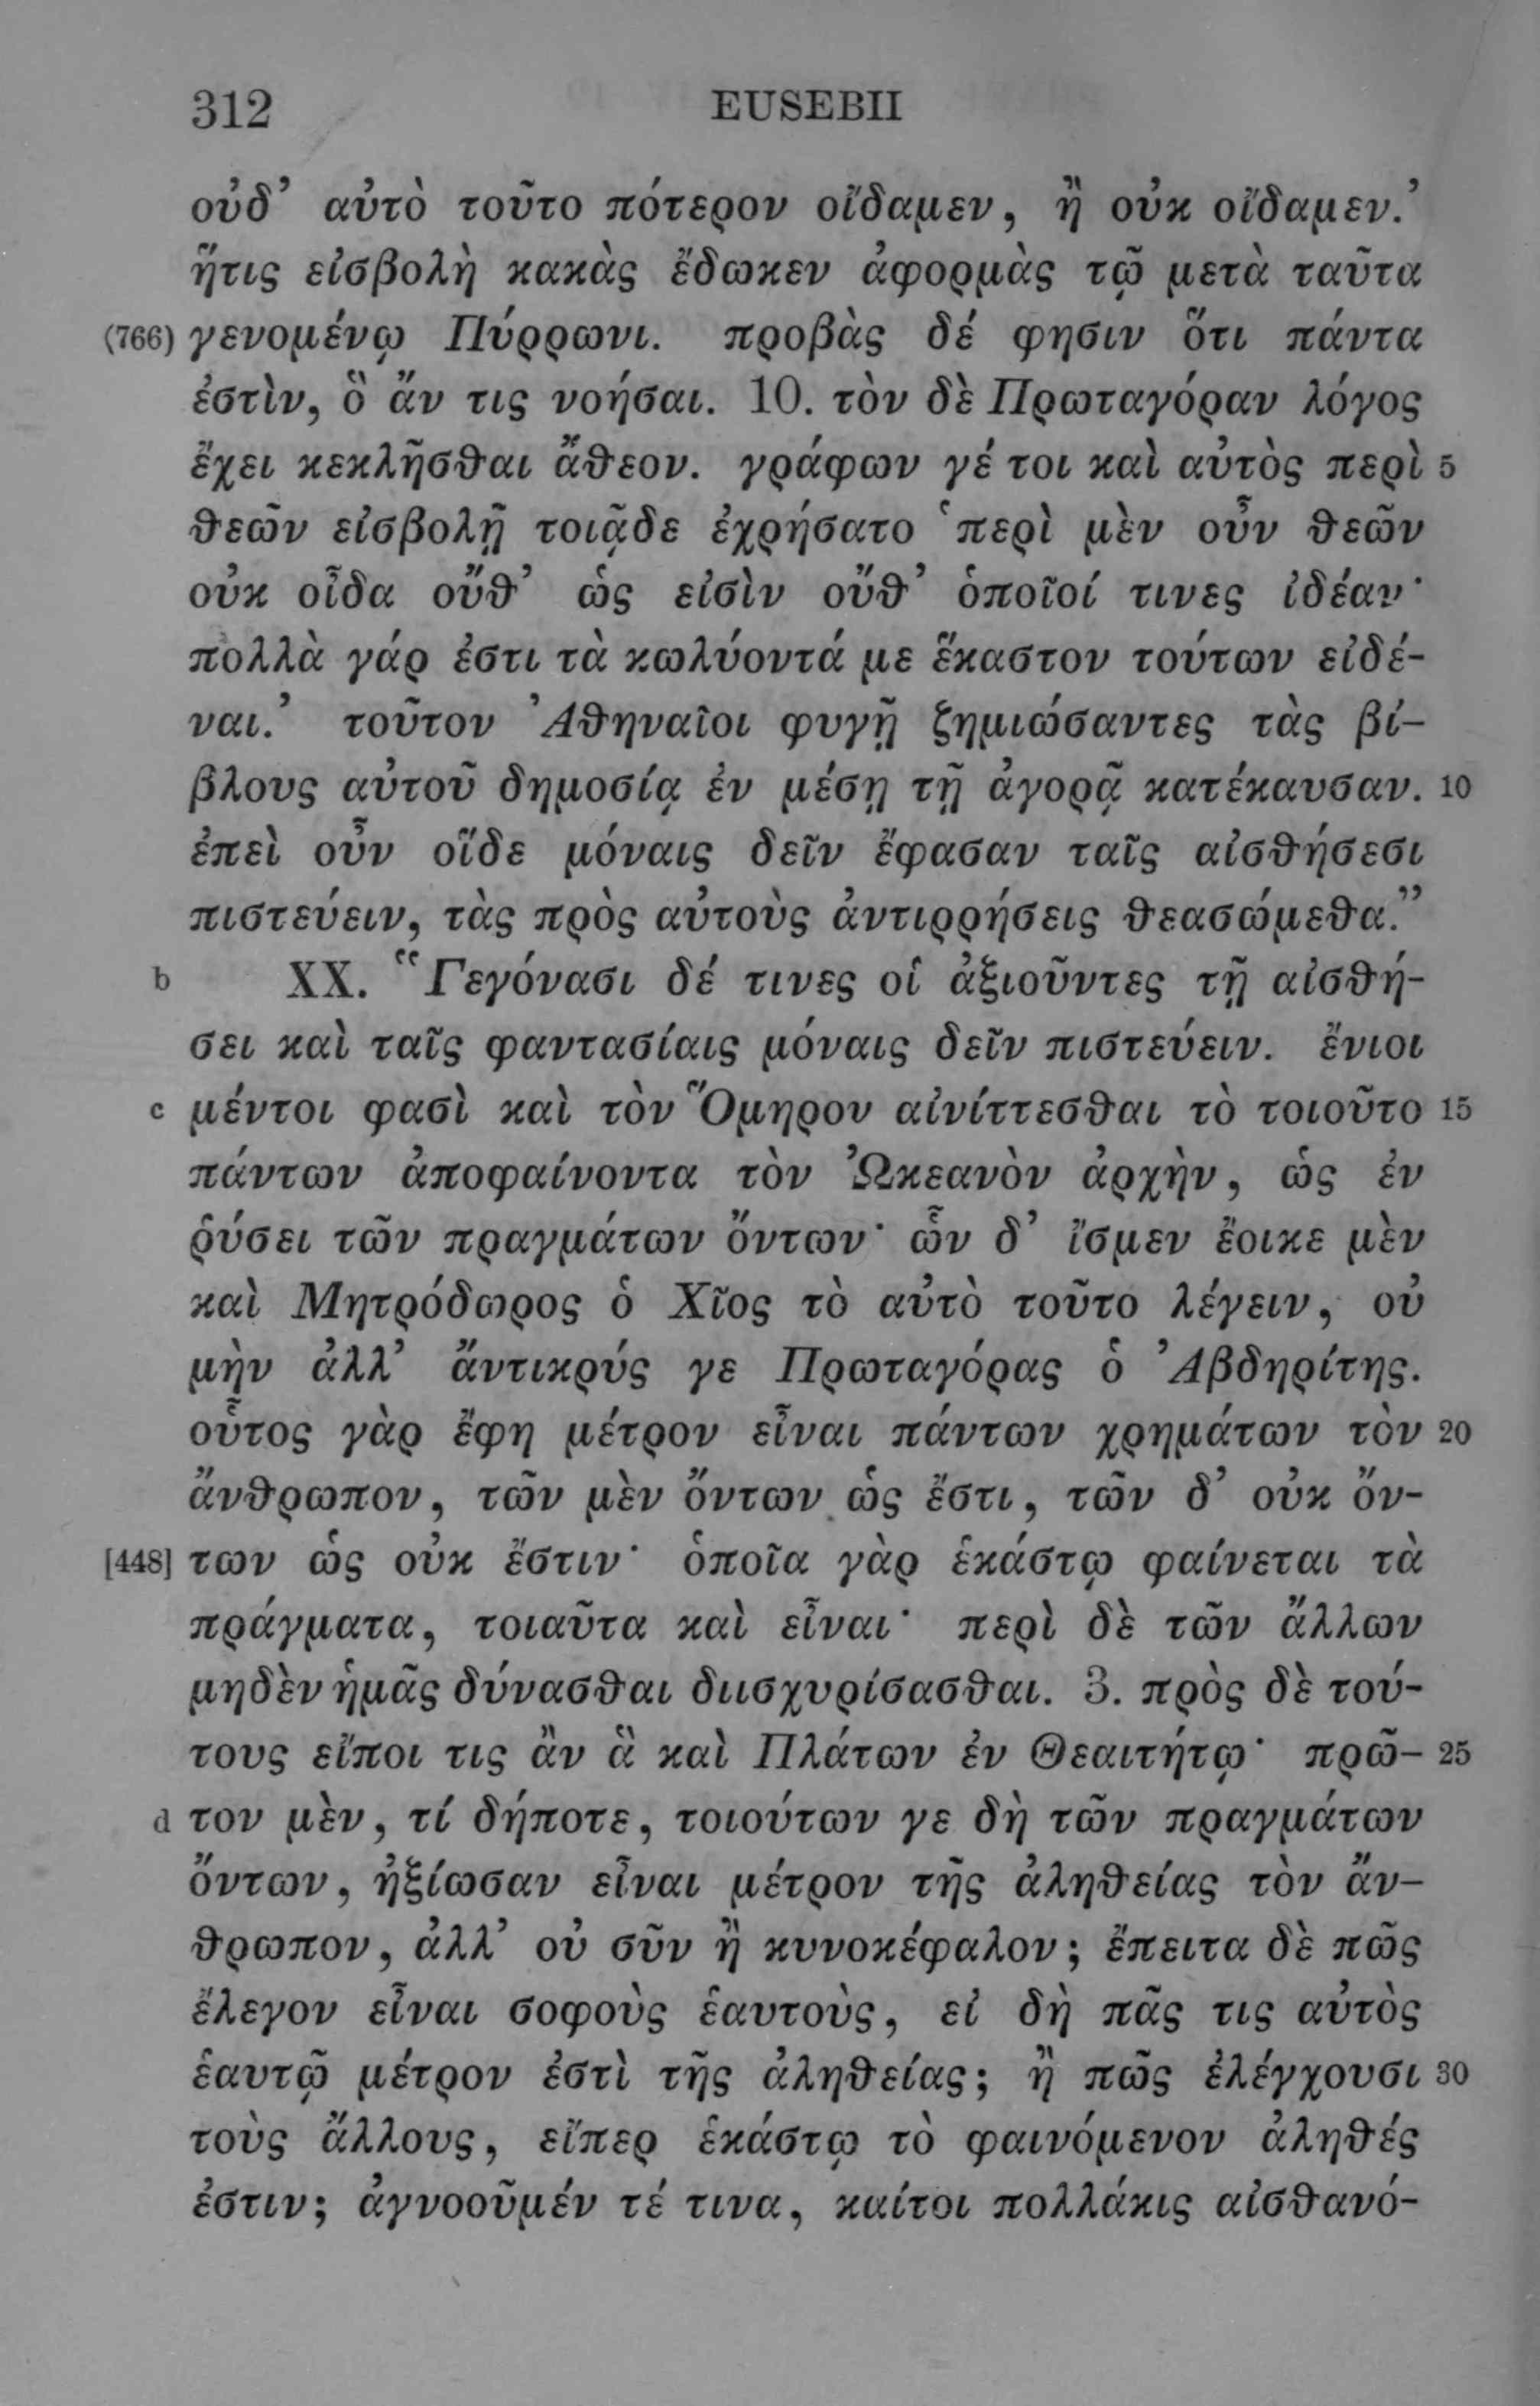 312 EUSEBII
οὐδ’ αὐτὸ τοῦτο πότερον οἴδαμεν, ἢ οὐκ οἴδαμεν.’
ἥτις εἰσβολὴ κακὰς ἔδωκεν ἀφορμὰς τῷ μετὰ ταῦτα
(766) γενομένῳ Πύρρωνι. προβὰς δέ φησιν ὅτι πάντα
ἐστὶν, ὃ ἄν τις νοήσαι. 10. τὸν δὲ Πρωταγόραν λόγος
ἔχει κεκλῆσθαι ἄθεον. γράφων γέ τοι καὶ αὐτὸς περὶ 5
θεῶν εἰσβολῇ τοιᾷδε ἐχρήσατο ‘περὶ μὲν οὖν θεῶν
οὐκ οἶδα οὔθ’ ὡς εἰσὶν οὔθ’ ὁποῖοί τινες ἰδέαν·
πολλὰ γάρ ἐστι τὰ κωλύοντά με ἕκαστον τούτων εἰδέ-
ναι.’ τοῦτον Ἀθηναῖοι φυγῇ ζημιώσαντες τὰς βί-
βλους αὐτοῦ δημοσίᾳ ἐν μέσῃ τῇ ἀγορᾷ κατέκαυσαν. 10
ἐπεὶ οὖν οἵδε μόναις δεῖν ἔφασαν ταῖς αἰσθήσεσι
πιστεύειν, τὰς πρὸς αὐτοὺς ἀντιρρήσεις θεασώμεθα.”
b XX. “Γεγόνασι δέ τινες οἱ ἀξιοῦντες τῇ αἰσθή-
σει καὶ ταῖς φαντασίαις μόναις δεῖν πιστεύειν. ἔνιοι
c μέντοι φασὶ καὶ τὸν Ὅμηρον αἰνίττεσθαι τὸ τοιοῦτο 15
πάντων ἀποφαίνοντα τὸν Ὠκεανὸν ἀρχὴν, ὡς ἐν
ῥύσει τῶν πραγμάτων ὄντων· ὧν δ’ ἴσμεν ἔοικε μὲν
καὶ Μητρόδωρος ὁ Χῖος τὸ αὐτὸ τοῦτο λέγειν, οὐ
μὴν ἀλλ’ ἄντικρύς γε Πρωταγόρας ὁ Ἀβδηρίτης.
οὗτος γὰρ ἔφη μέτρον εἶναι πάντων χρημάτων τὸν 20
ἄνθρωπον, τῶν μὲν ὄντων ὡς ἔστι, τῶν δ’ οὐκ ὄν-
[448] των ὡς οὐκ ἔστιν· ὁποῖα γὰρ ἑκάστῳ φαίνεται τὰ
πράγματα, τοιαῦτα καὶ εἶναι· περὶ δὲ τῶν ἄλλων
μηδὲν ἡμᾶς δύνασθαι διισχυρίσασθαι. 3. πρὸς δὲ τού-
τους εἴποι τις ἂν ἃ καὶ Πλάτων ἐν Θεαιτήτῳ· πρῶ- 25
d τον μὲν, τί δήποτε, τοιούτων γε δὴ τῶν πραγμάτων
ὄντων, ἠξίωσαν εἶναι μέτρον τῆς ἀληθείας τὸν ἄν-
θρωπον, ἀλλ’ οὐ σῦν ἢ κυνοκέφαλον; ἔπειτα δὲ πῶς
ἔλεγον εἶναι σοφοὺς ἑαυτοὺς, εἰ δὴ πᾶς τις αὐτὸς
ἑαυτῷ μέτρον ἐστὶ τῆς ἀληθείας; ἢ πῶς ἐλέγχουσι 30
τοὺς ἄλλους, εἴπερ ἑκάστῳ τὸ φαινόμενον ἀληθές
ἐστιν; ἀγνοοῦμέν τέ τινα, καίτοι πολλάκις αἰσθανό-